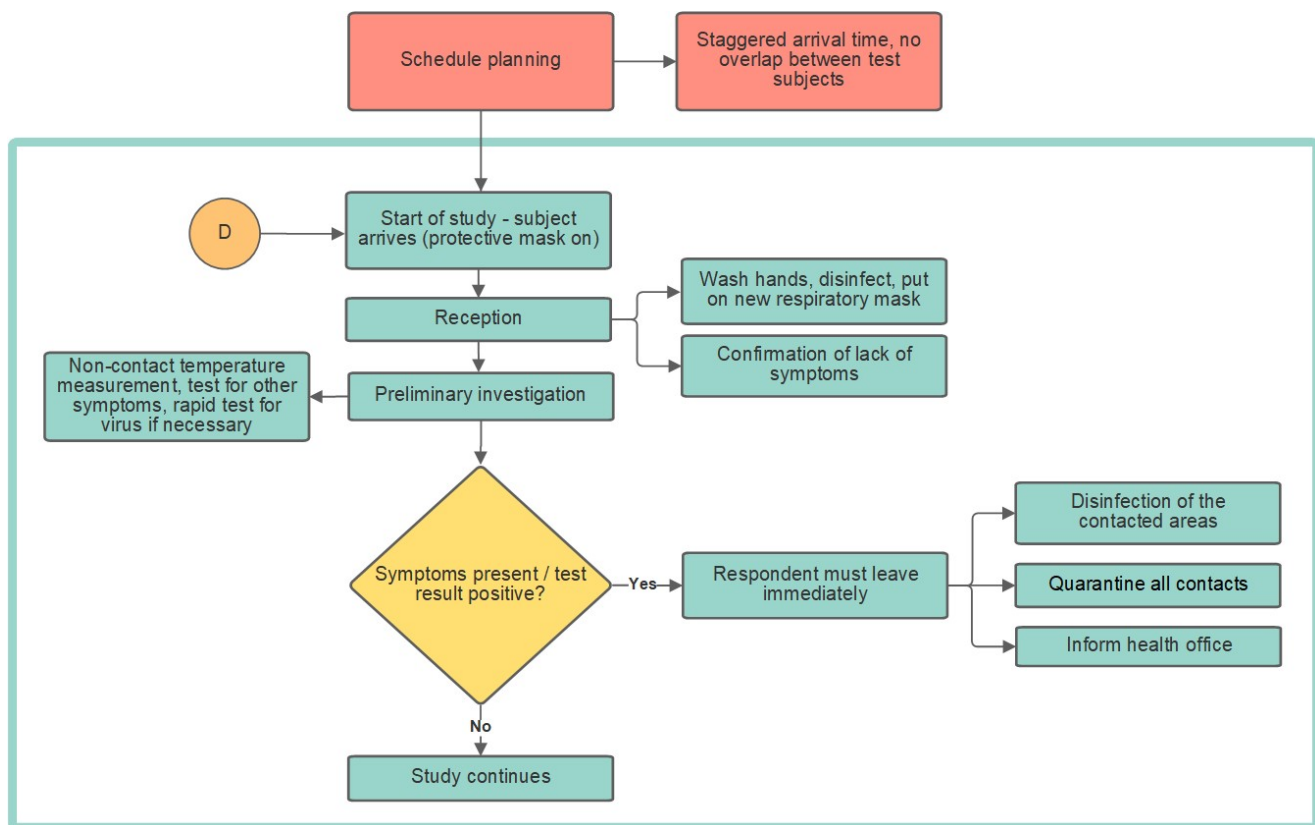 Schedule planning
Staggered arrival time, no
overlap between test
subjects
D
Start of study - subject
arrives (protective mask on)
Reception
Wash hands, disinfect, put
on new respiratory mask
Confirmation of lack of
symptoms
Non-contact temperature
measurement, test for other
symptoms, rapid test for
virus if necessary
Preliminary investigation
Symptoms present / test
result positive?
Yes
Respondent must leave
immediately
Disinfection of the
contacted areas
Quarantine all contacts
Inform health office
No
Study continues